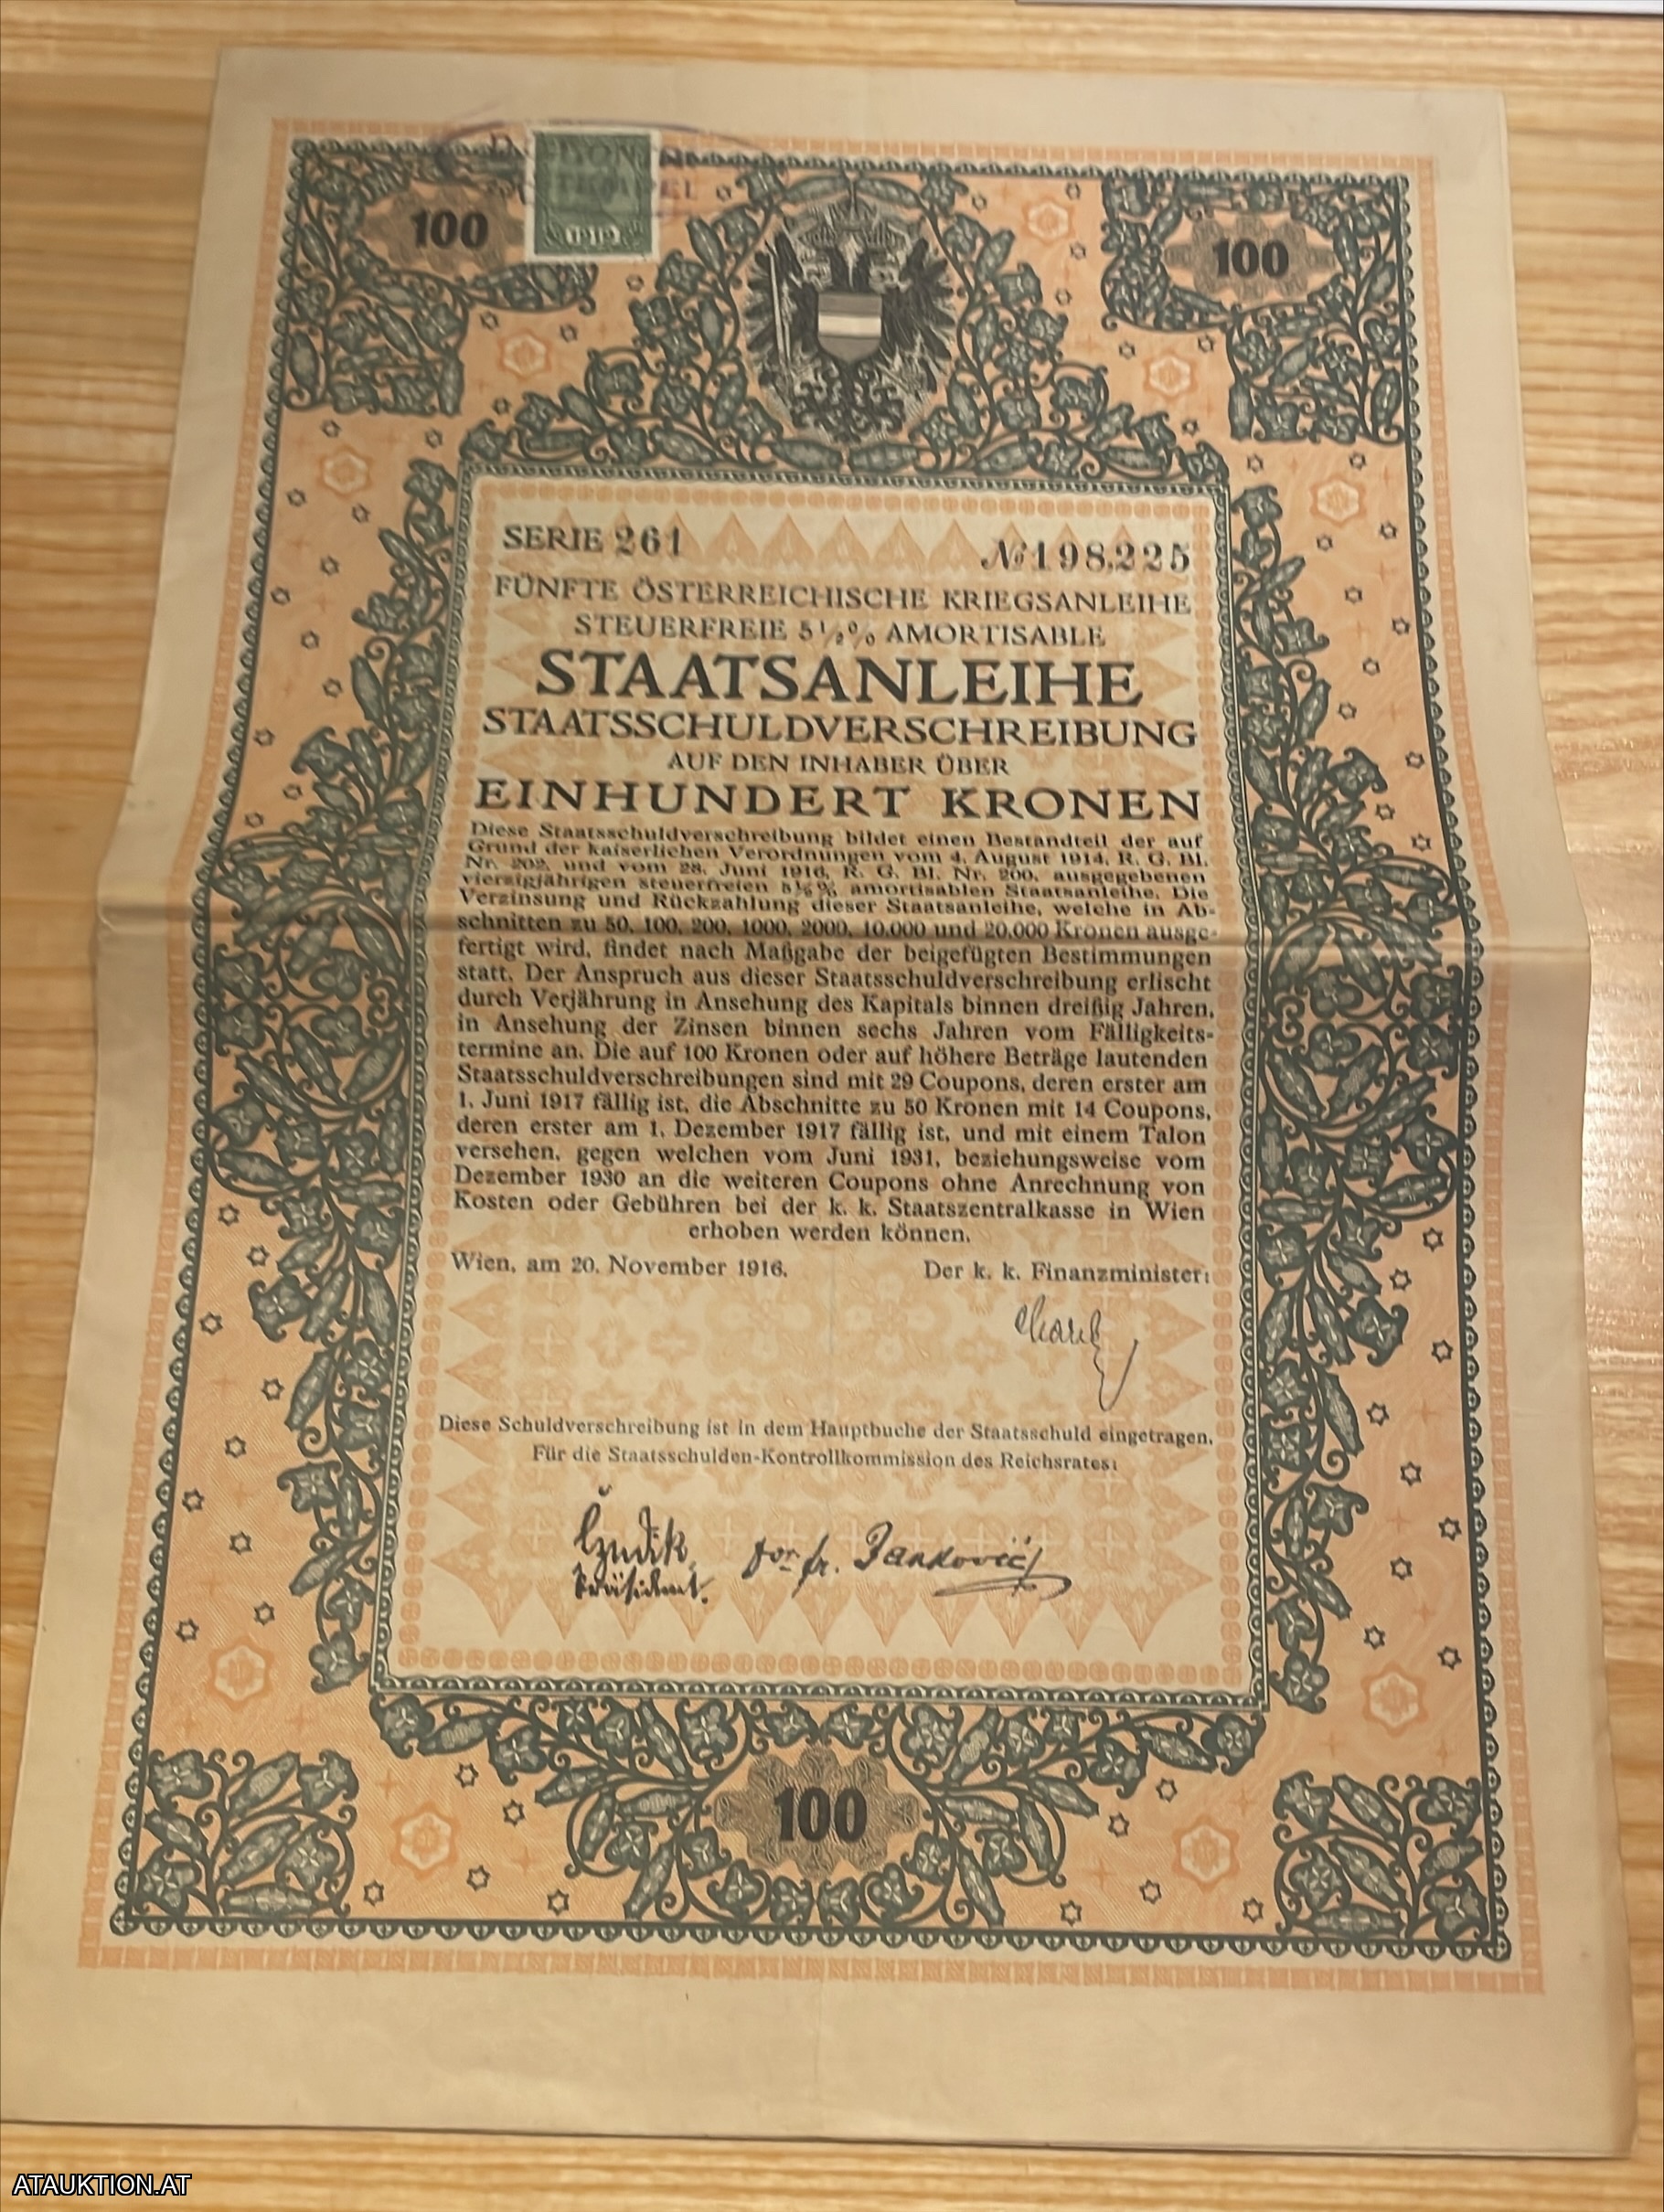 100
100
1919
SERIE 261
№ 198,225
FÜNFTE ÖSTERREICHISCHE KRIEGSANLEIHE
STEUERFREIE 5½% AMORTISABLE
STAATSANLEIHE
STAATSSCHULDVERSCHREIBUNG
AUF DEN INHABER ÜBER
EINHUNDERT KRONEN
Diese Staatsschuldverschreibung bildet einen Bestandteil der auf
Grund der kaiserlichen Verordnungen vom 4. August 1914, R. G. Bl.
Nr. 202, und vom 28. Juni 1916, R. G. Bl. Nr. 200, ausgegebenen
vierzigjährigen steuerfreien 5½% amortisablen Staatsanleihe. Die
Verzinsung und Rückzahlung dieser Staatsanleihe, welche in Ab-
schnitten zu 50, 100, 200, 1000, 2000, 10.000 und 20.000 Kronen ausge-
fertigt wird, findet nach Maßgabe der beigefügten Bestimmungen
statt. Der Anspruch aus dieser Staatsschuldverschreibung erlischt
durch Verjährung in Ansehung des Kapitals binnen dreißig Jahren,
in Ansehung der Zinsen binnen sechs Jahren vom Fälligkeits-
termine an. Die auf 100 Kronen oder auf höhere Beträge lautenden
Staatsschuldverschreibungen sind mit 29 Coupons, deren erster am
1. Juni 1917 fällig ist, die Abschnitte zu 50 Kronen mit 14 Coupons,
deren erster am 1. Dezember 1917 fällig ist, und mit einem Talon
versehen, gegen welchen vom Juni 1931, beziehungsweise vom
Dezember 1930 an die weiteren Coupons ohne Anrechnung von
Kosten oder Gebühren bei der k. k. Staatszentralkasse in Wien
erhoben werden können.
Wien, am 20. November 1916.
Der k. k. Finanzminister:
Diese Schuldverschreibung ist in dem Hauptbuche der Staatsschuld eingetragen.
Für die Staatsschulden-Kontrollkommission des Reichsrates:
Präsident.
Jankovič
100
ATAUKTION.AT